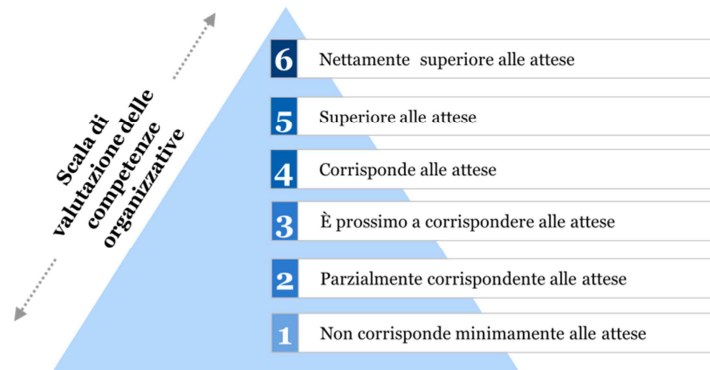 Scala di
valutazione delle
competenze
organizzative
6 Nettamente superiore alle attese
5 Superiore alle attese
4 Corrisponde alle attese
3 È prossimo a corrispondere alle attese
2 Parzialmente corrispondente alle attese
1 Non corrisponde minimamente alle attese